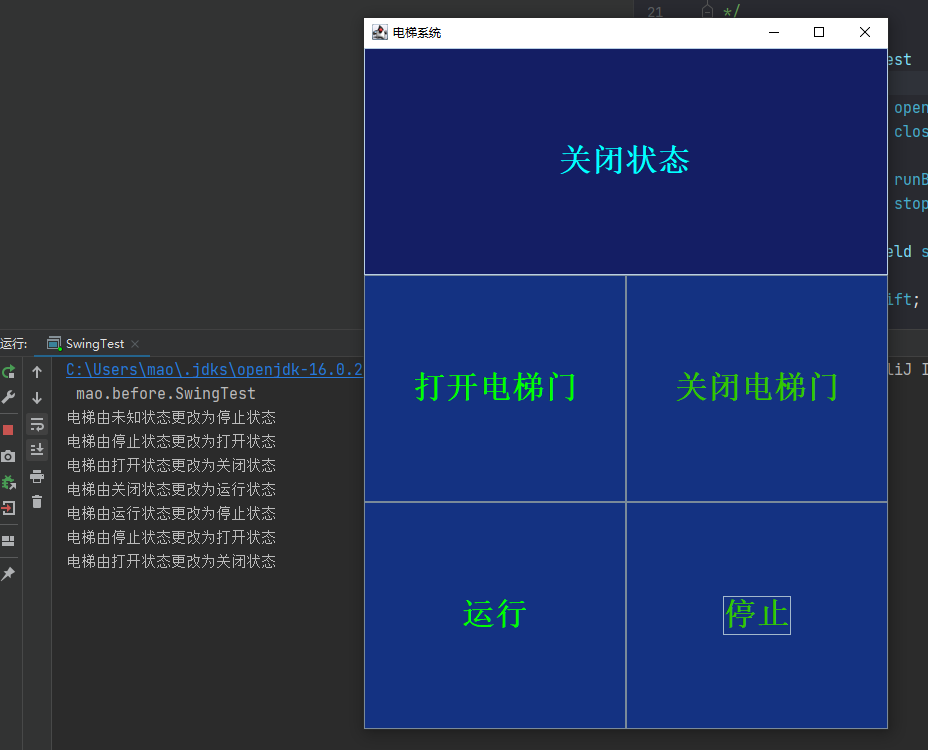 21 */
电梯系统
est
关闭状态
open
clos
runB
stop
eld s
ift;
运行:
SwingTest
C:\Users\mao\.jdks\openjdk-16.0.2
liJ I
mao.before.SwingTest
电梯由未知状态更改为停止状态
电梯由停止状态更改为打开状态
电梯由打开状态更改为关闭状态
电梯由关闭状态更改为运行状态
电梯由运行状态更改为停止状态
电梯由停止状态更改为打开状态
电梯由打开状态更改为关闭状态
打开电梯门
关闭电梯门
运行
停止